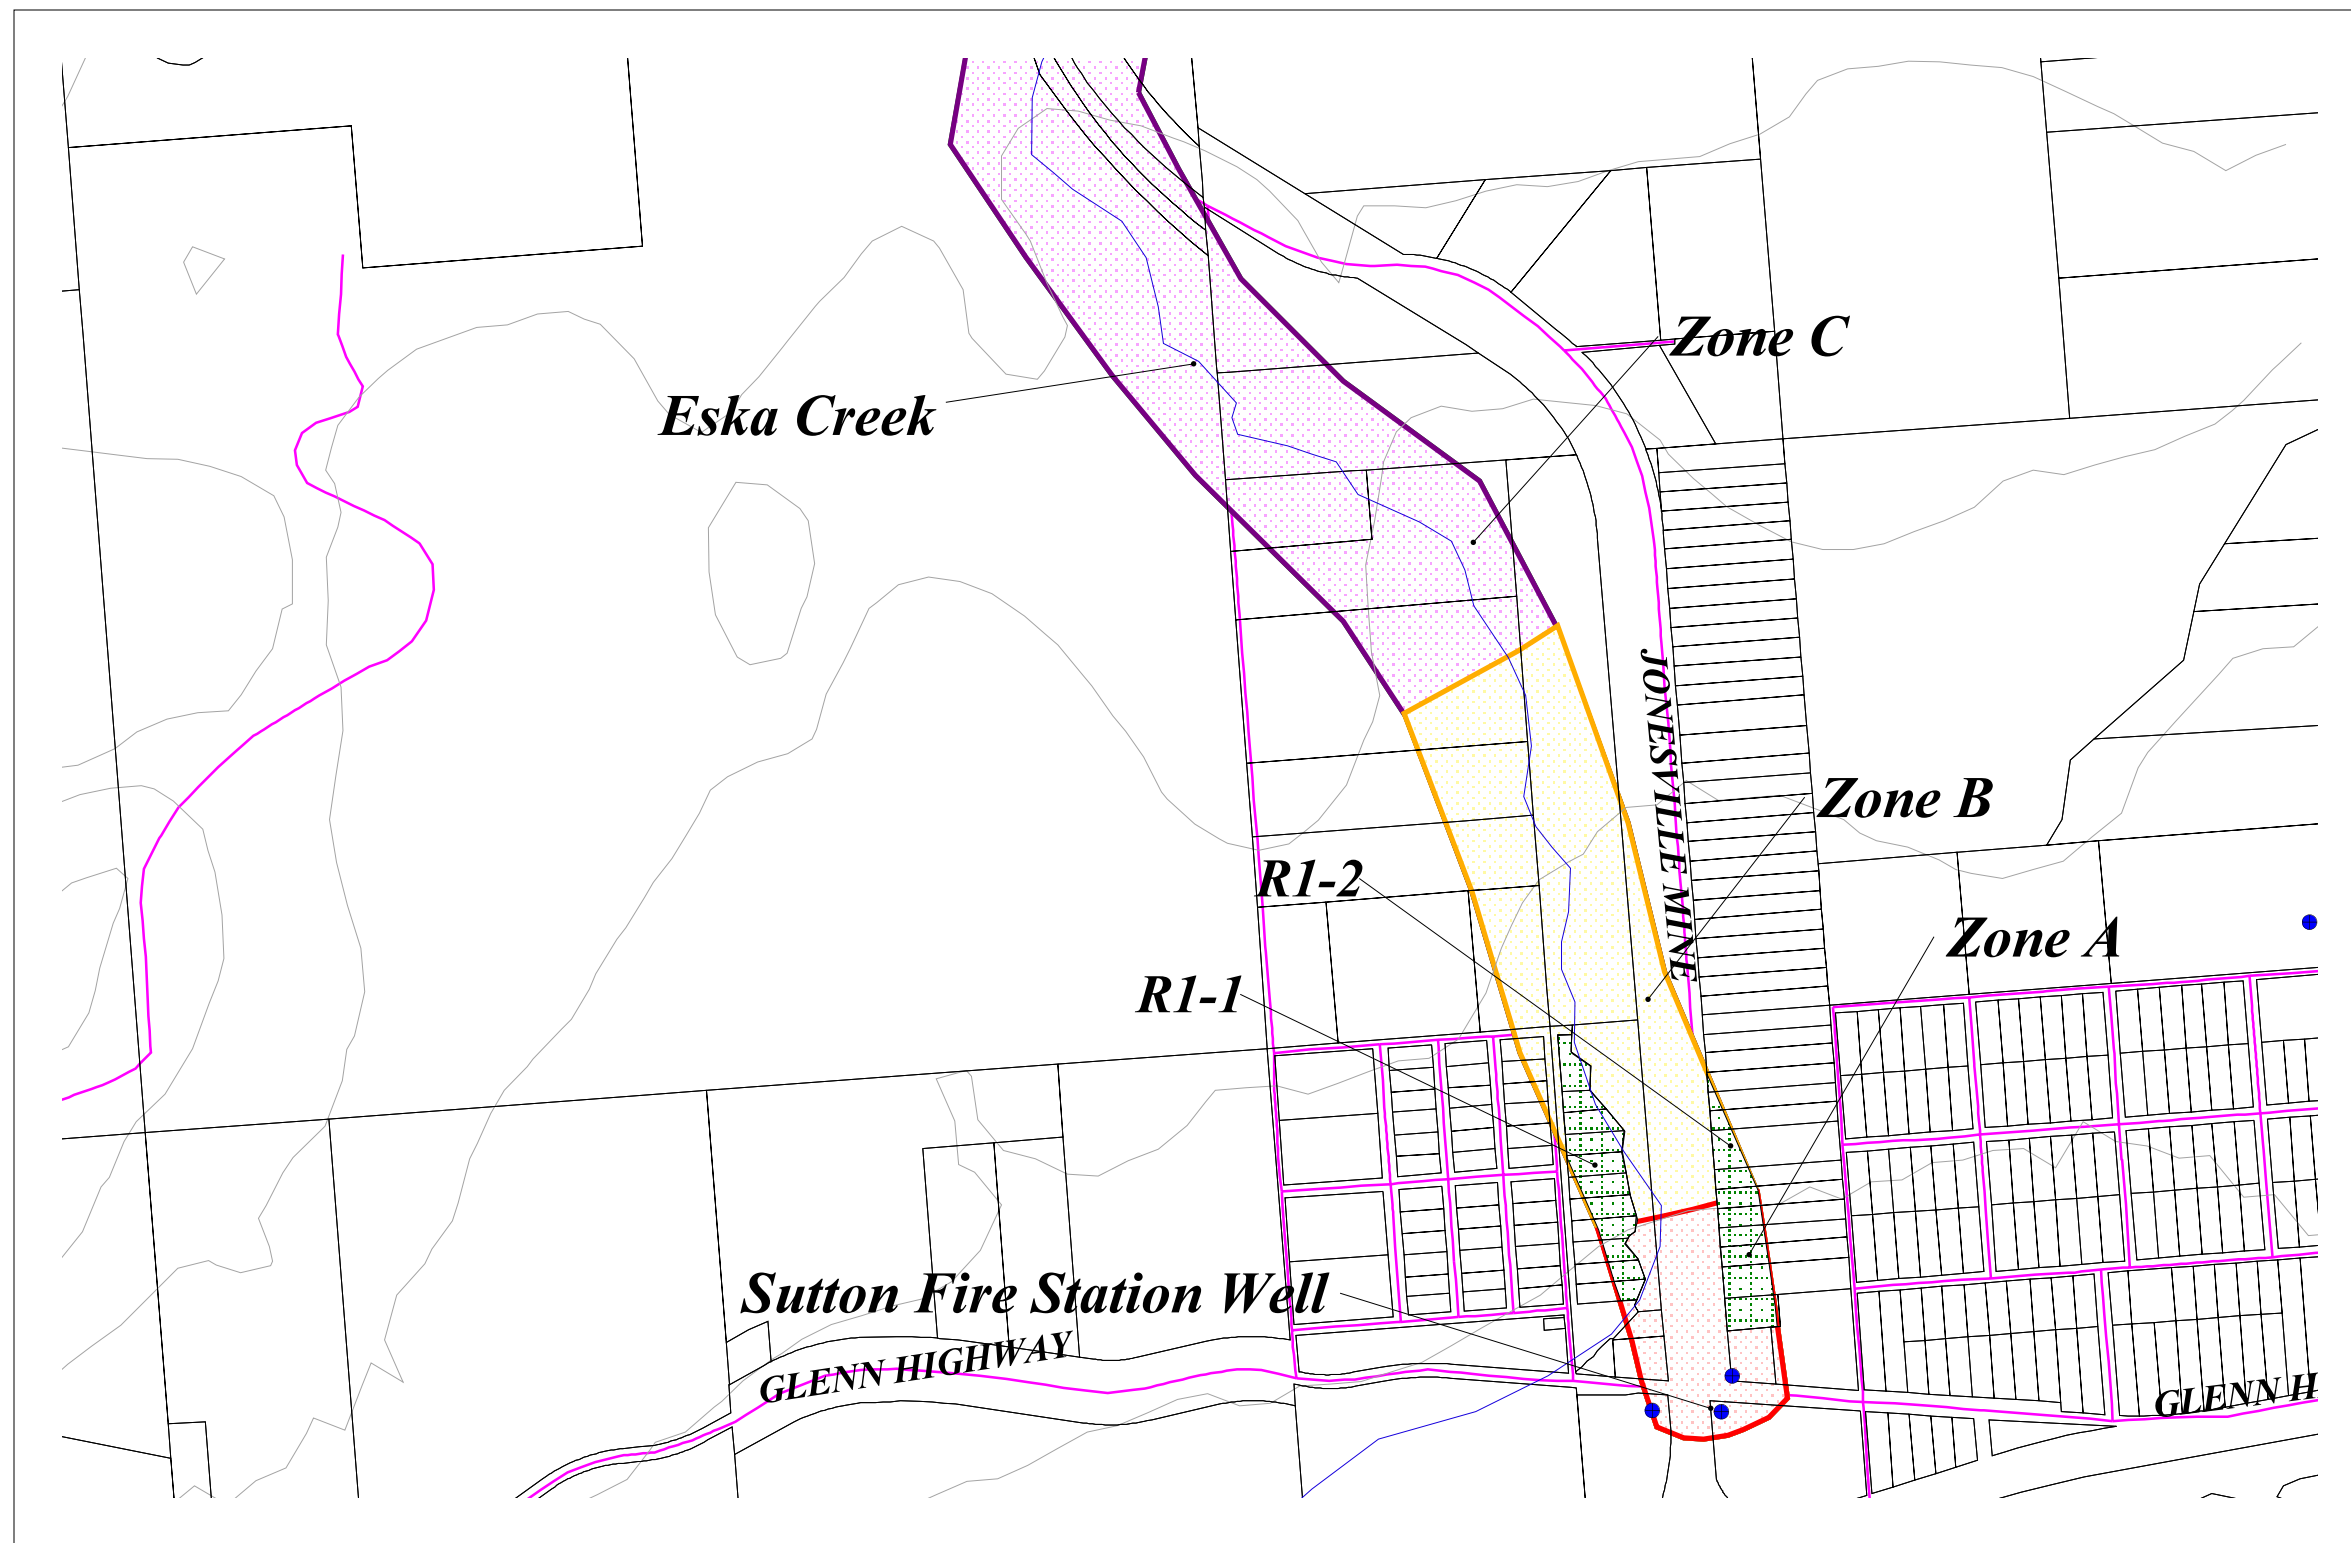 Zone C
Eska Creek
JONESVILLE MINE
Zone B
R1-2
Zone A
R1-1
Sutton Fire Station Well
GLENN HIGHWAY
GLENN H